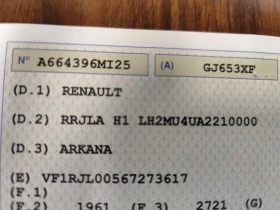 N° A664396MI25 (A) GJ653XF
(D.1) RENAULT
(D.2) RRJLA H1 LH2MU4UA2210000
(D.3) ARKANA
(E) VF1RJL00567273617
(F.1)
(F.2) 1961 (F.3) 2721 (G)